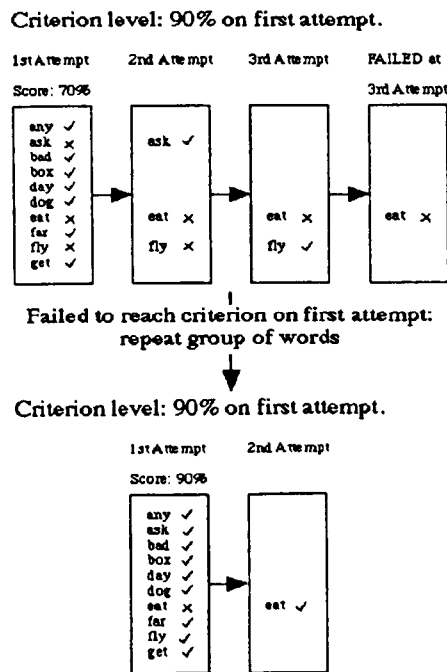 Criterion level: 90% on first attempt.
1st Attempt 2nd Attempt 3rd Attempt FAILED at
Score: 70% 3rd Attempt
any ✓
ask × ask ✓
bad ✓
box ✓
day ✓
dog ✓
eat × eat × eat × eat ×
far ✓
fly × fly × fly ✓
get ✓
Failed to reach criterion on first attempt:
repeat group of words
Criterion level: 90% on first attempt.
1st Attempt 2nd Attempt
Score: 90%
any ✓
ask ✓
bad ✓
box ✓
day ✓
dog ✓
eat × eat ✓
far ✓
fly ✓
get ✓